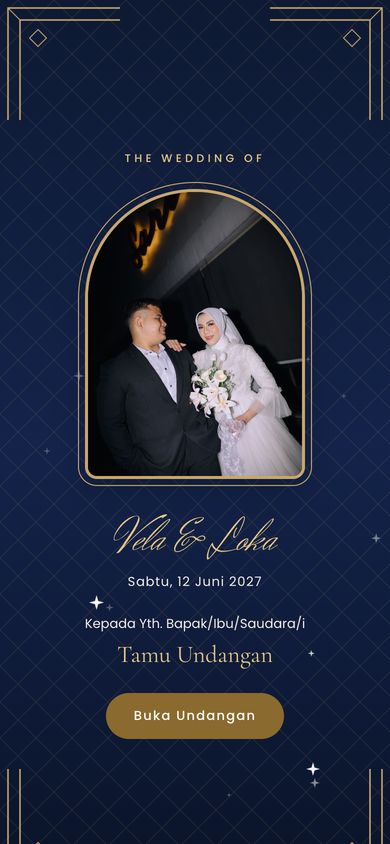 THE WEDDING OF
Vela & Loka
Sabtu, 12 Juni 2027
Kepada Yth. Bapak/Ibu/Saudara/i
Tamu Undangan
Buka Undangan